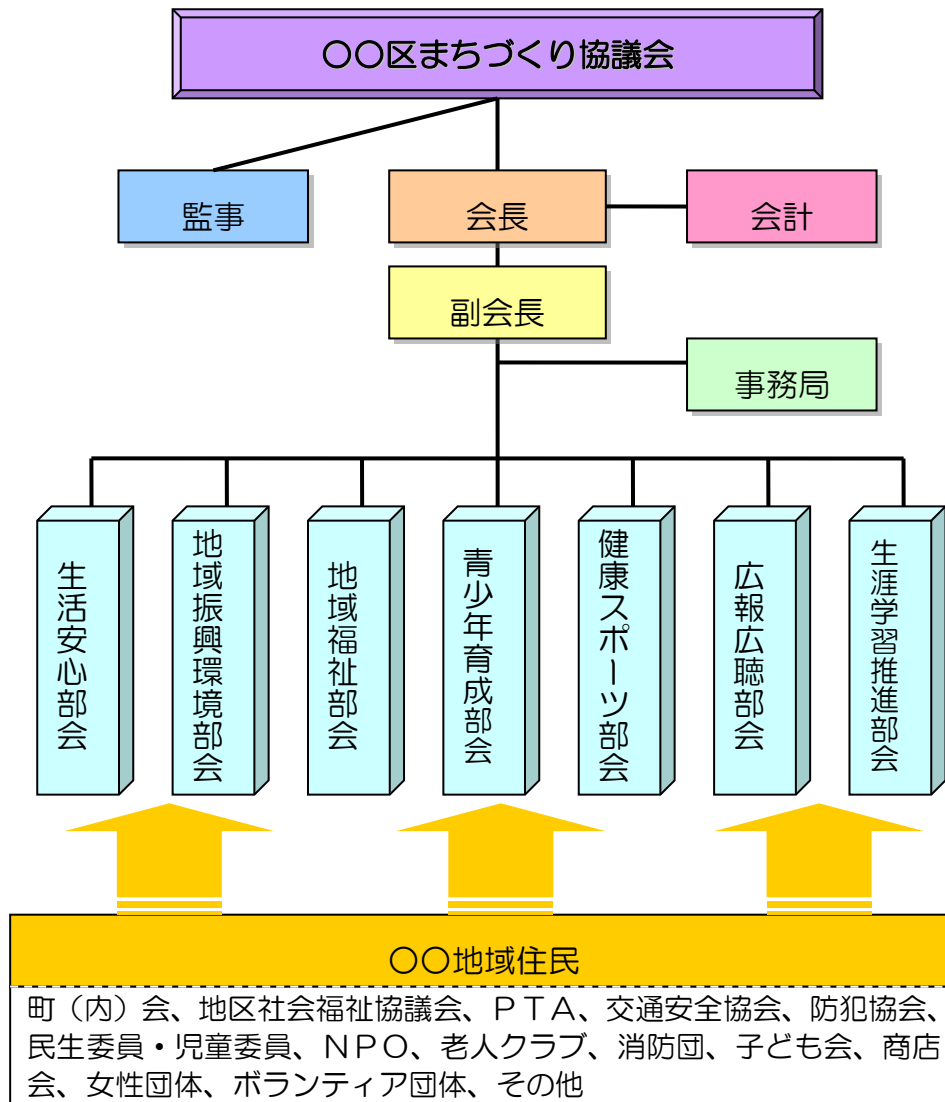 〇〇区まちづくり協議会
監事
会長
会計
副会長
事務局
生活安心部会
地域振興環境部会
地域福祉部会
青少年育成部会
健康スポーツ部会
広報広聴部会
生涯学習推進部会
〇〇地域住民
町（内）会、地区社会福祉協議会、ＰＴＡ、交通安全協会、防犯協会、
民生委員・児童委員、ＮＰＯ、老人クラブ、消防団、子ども会、商店
会、女性団体、ボランティア団体、その他